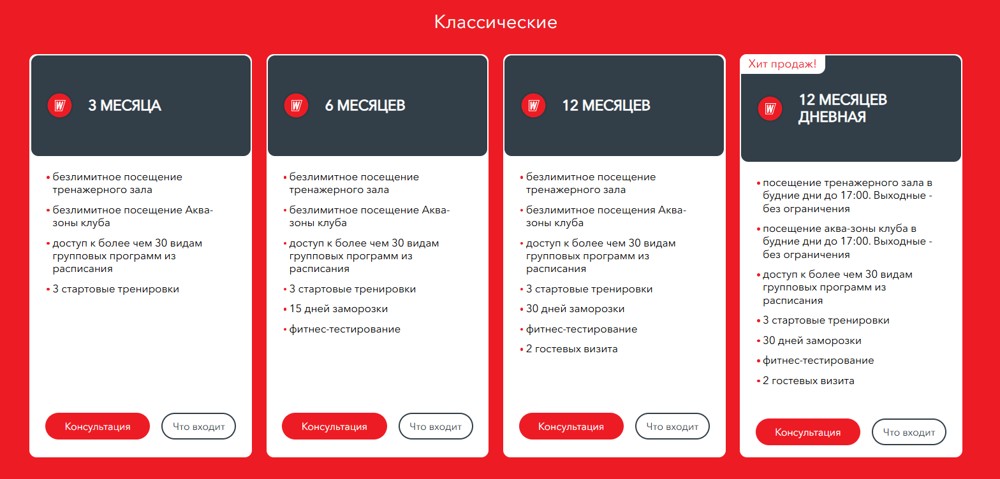 Классические
W
3 МЕСЯЦА
• безлимитное посещение
тренажерного зала
• безлимитное посещение Аква-
зоны клуба
• доступ к более чем 30 видам
групповых программ из
расписания
• 3 стартовые тренировки
Консультация
Что входит
W
6 МЕСЯЦЕВ
• безлимитное посещение
тренажерного зала
• безлимитное посещение Аква-
зоны клуба
• доступ к более чем 30 видам
групповых программ из
расписания
• 3 стартовые тренировки
• 15 дней заморозки
• фитнес-тестирование
Консультация
Что входит
W
12 МЕСЯЦЕВ
• безлимитное посещение
тренажерного зала
• безлимитное посещения Аква-
зоны клуба
• доступ к более чем 30 видам
групповых программ из
расписания
• 3 стартовые тренировки
• 30 дней заморозки
• фитнес-тестирование
• 2 гостевых визита
Консультация
Что входит
Хит продаж!
W
12 МЕСЯЦЕВ
ДНЕВНАЯ
• посещение тренажерного зала в
будние дни до 17:00. Выходные -
без ограничения
• посещение аква-зоны клуба в
будние дни до 17:00. Выходные -
без ограничения
• доступ к более чем 30 видам
групповых программ из
расписания
• 3 стартовые тренировки
• 30 дней заморозки
• фитнес-тестирование
• 2 гостевых визита
Консультация
Что входит